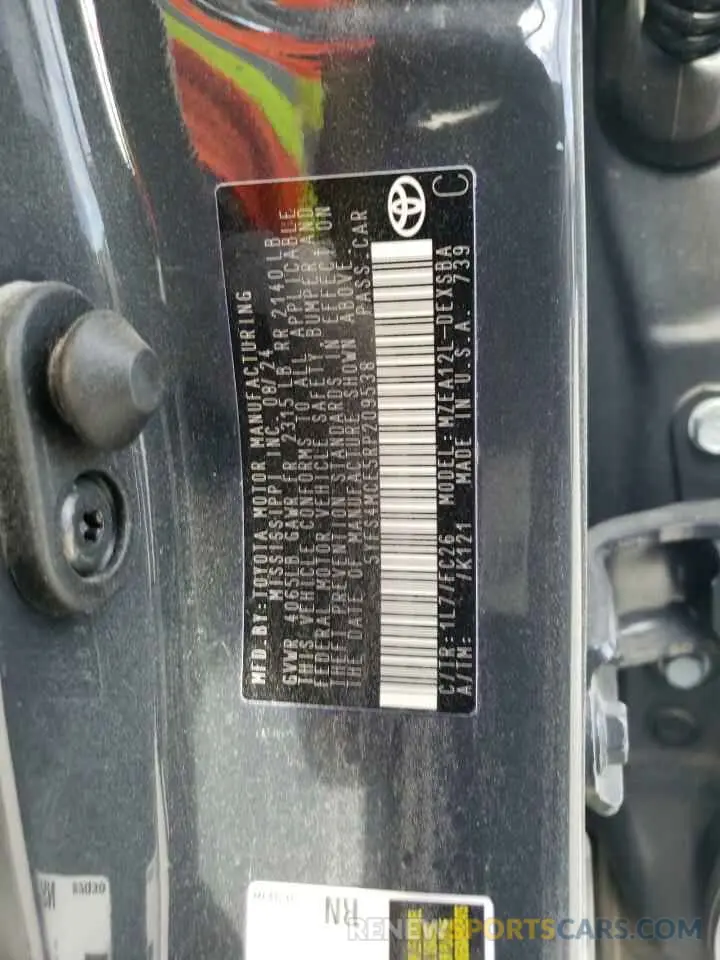 MFD BY: TOYOTA MOTOR MANUFACTURING
MISSISSIPPI INC. 08/24
GVWR 4065LB GAWR FR 2315 LB RR 2140 LB
THIS VEHICLE CONFORMS TO ALL APPLICABLE
FEDERAL MOTOR VEHICLE SAFETY BUMPER AND
THEFT PREVENTION STANDARDS IN EFFECT ON
THE DATE OF MANUFACTURE SHOWN ABOVE.
5YFS4MCE5RP209538 PASS.CAR
C/TR:1L7/FC26 MODEL:MZEA12L-DEXSBA
A/TM: /K121 MADE IN U.S.A. 739
C
RN
RENEWSPORTSCARS.COM